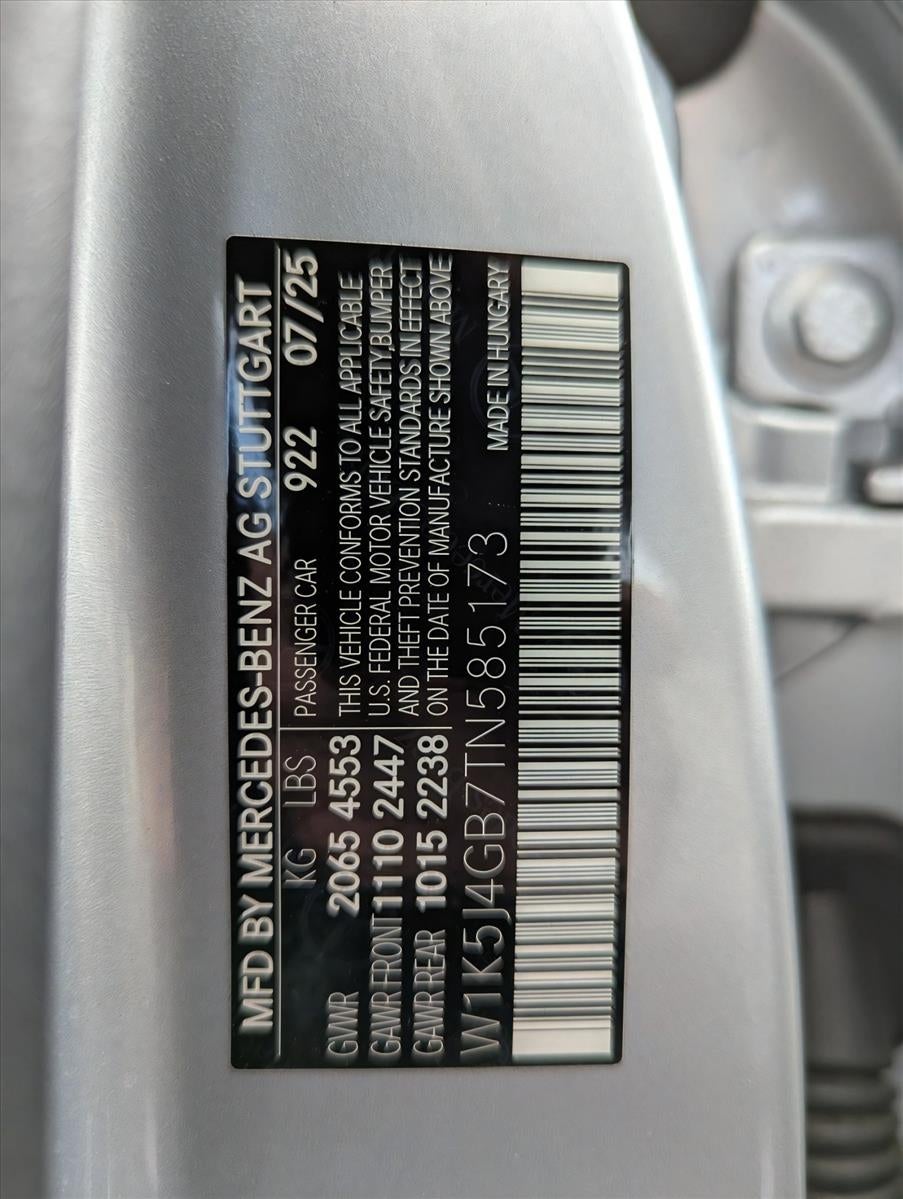 MFD BY MERCEDES-BENZ AG STUTTGART
KG LBS PASSENGER CAR 922 07/25
GVWR 2065 4553 THIS VEHICLE CONFORMS TO ALL APPLICABLE
GAWR FRONT 1110 2447 U.S. FEDERAL MOTOR VEHICLE SAFETY,BUMPER
GAWR REAR 1015 2238 AND THEFT PREVENTION STANDARDS IN EFFECT
ON THE DATE OF MANUFACTURE SHOWN ABOVE
W1K5J4GB7TN585173 MADE IN HUNGARY